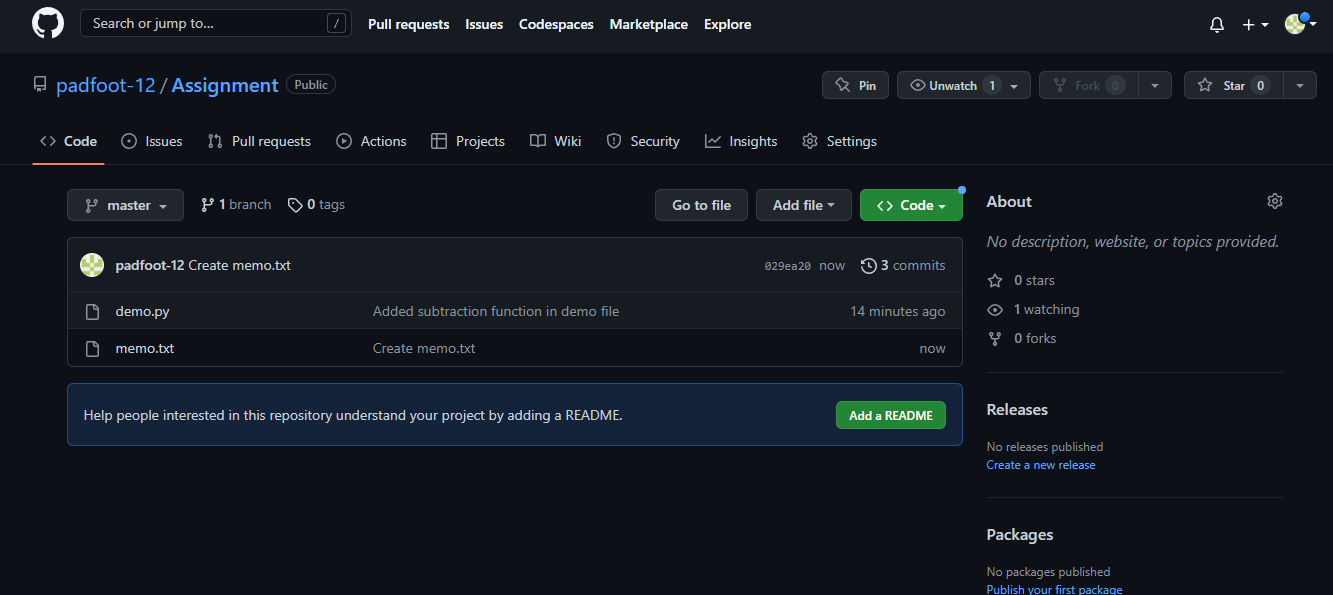 Search or jump to... / Pull requests Issues Codespaces Marketplace Explore
padfoot-12 / Assignment Public Pin Unwatch 1 Fork 0 Star 0
Code Issues Pull requests Actions Projects Wiki Security Insights Settings
master 1 branch 0 tags Go to file Add file Code
padfoot-12 Create memo.txt 029ea20 now 3 commits
demo.py Added subtraction function in demo file 14 minutes ago
memo.txt Create memo.txt now
Help people interested in this repository understand your project by adding a README. Add a README
About
No description, website, or topics provided.
0 stars
1 watching
0 forks
Releases
No releases published
Create a new release
Packages
No packages published
Publish your first package